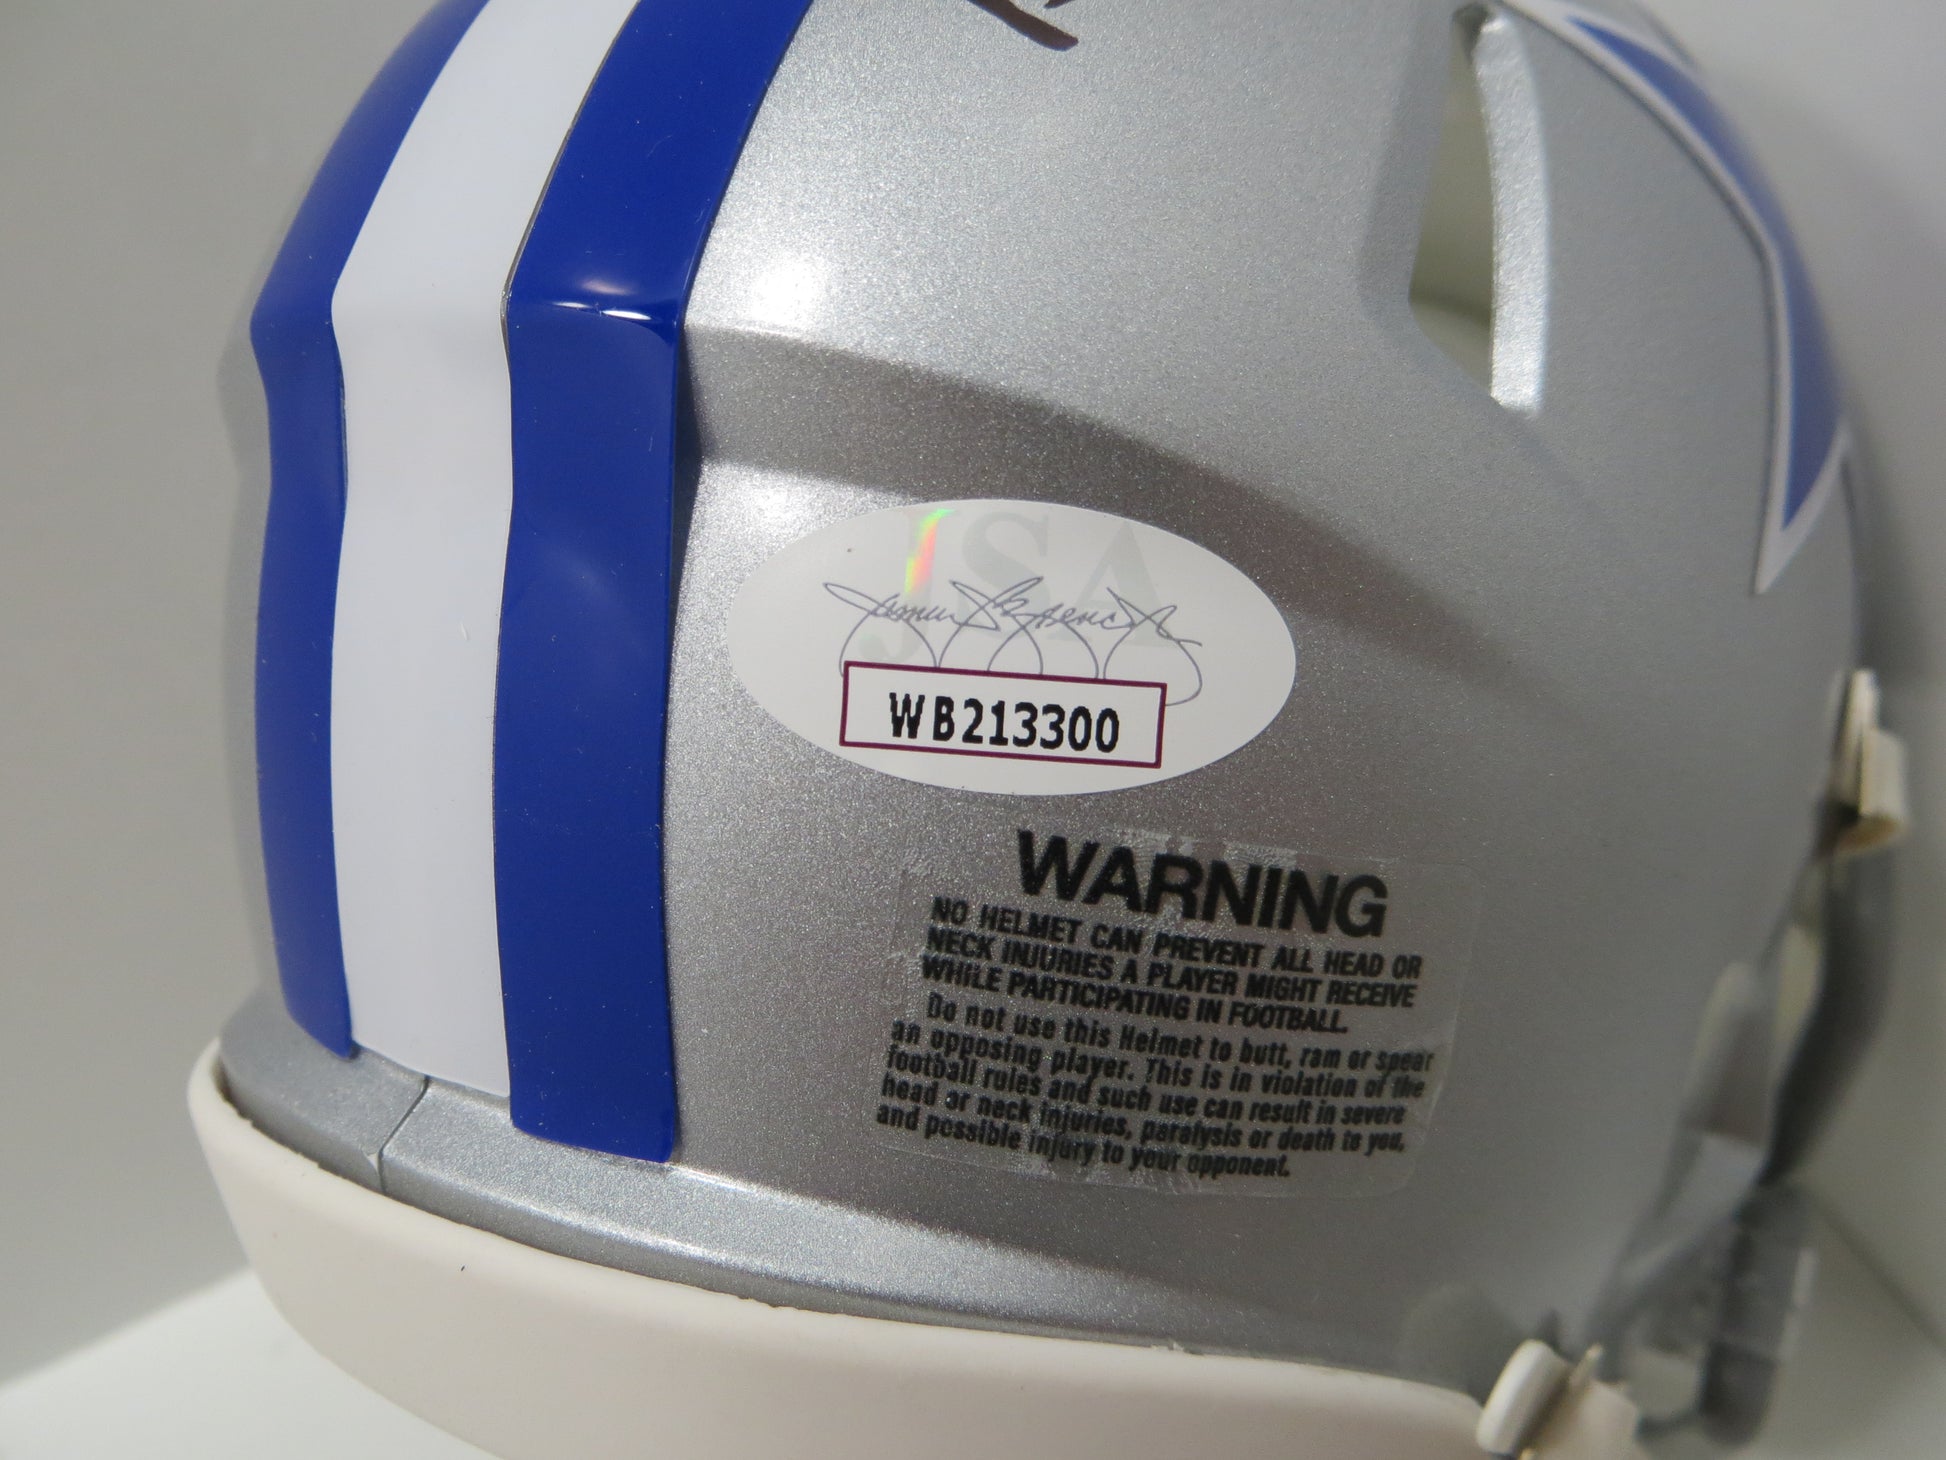 JSA
James Spence Jr.
WB213300
WARNING
NO HELMET CAN PREVENT ALL HEAD OR
NECK INJURIES A PLAYER MIGHT RECEIVE
WHILE PARTICIPATING IN FOOTBALL.
Do not use this Helmet to butt, ram or spear
an opposing player. This is in violation of the
football rules and such use can result in severe
head or neck injuries, paralysis or death to you,
and possible injury to your opponent.